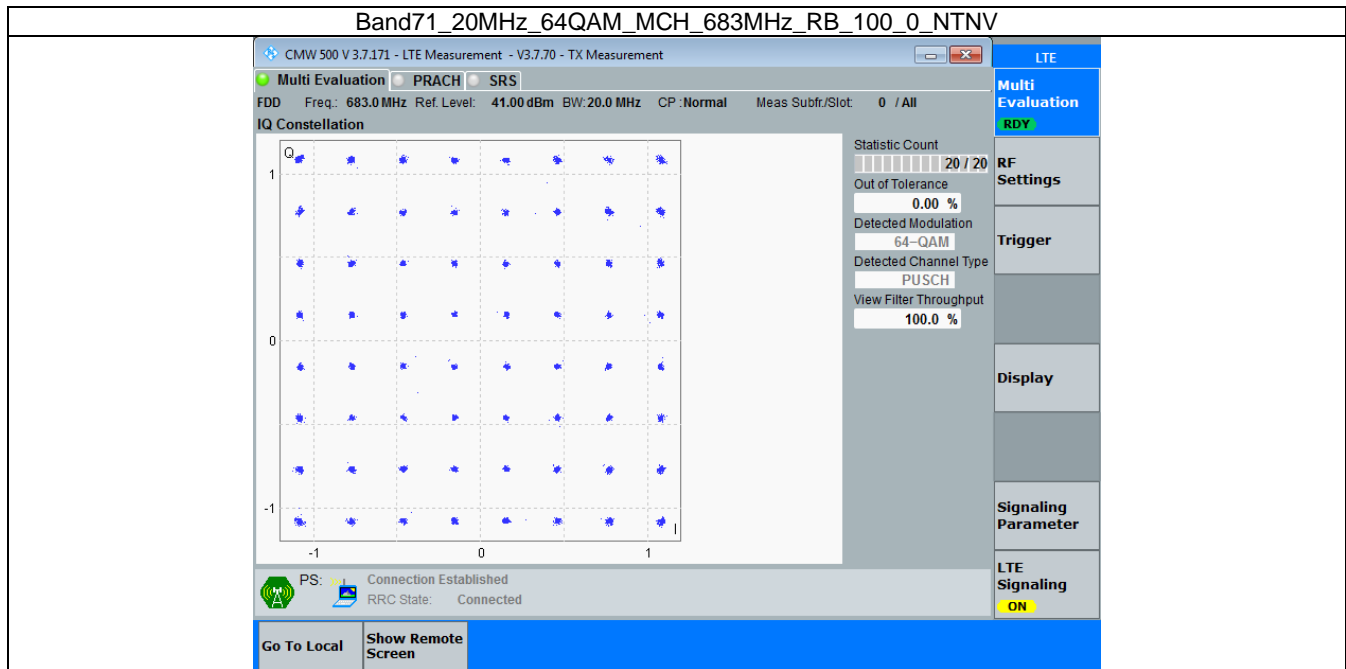 Band71_20MHz_64QAM_MCH_683MHz_RB_100_0_NTNV
CMW 500 V 3.7.171 - LTE Measurement - V3.7.70 - TX Measurement
LTE
Multi Evaluation PRACH SRS
Multi
Evaluation
RDY
FDD Freq.: 683.0 MHz Ref. Level: 41.00 dBm BW: 20.0 MHz CP :Normal Meas Subfr./Slot: 0 / All
IQ Constellation
Q
1
0
-1
-1 0 1
I
Statistic Count
20 / 20
Out of Tolerance
0.00 %
Detected Modulation
64-QAM
Detected Channel Type
PUSCH
View Filter Throughput
100.0 %
RF
Settings
Trigger
Display
Signaling
Parameter
LTE
Signaling
ON
PS: Connection Established
RRC State: Connected
Go To Local
Show Remote
Screen